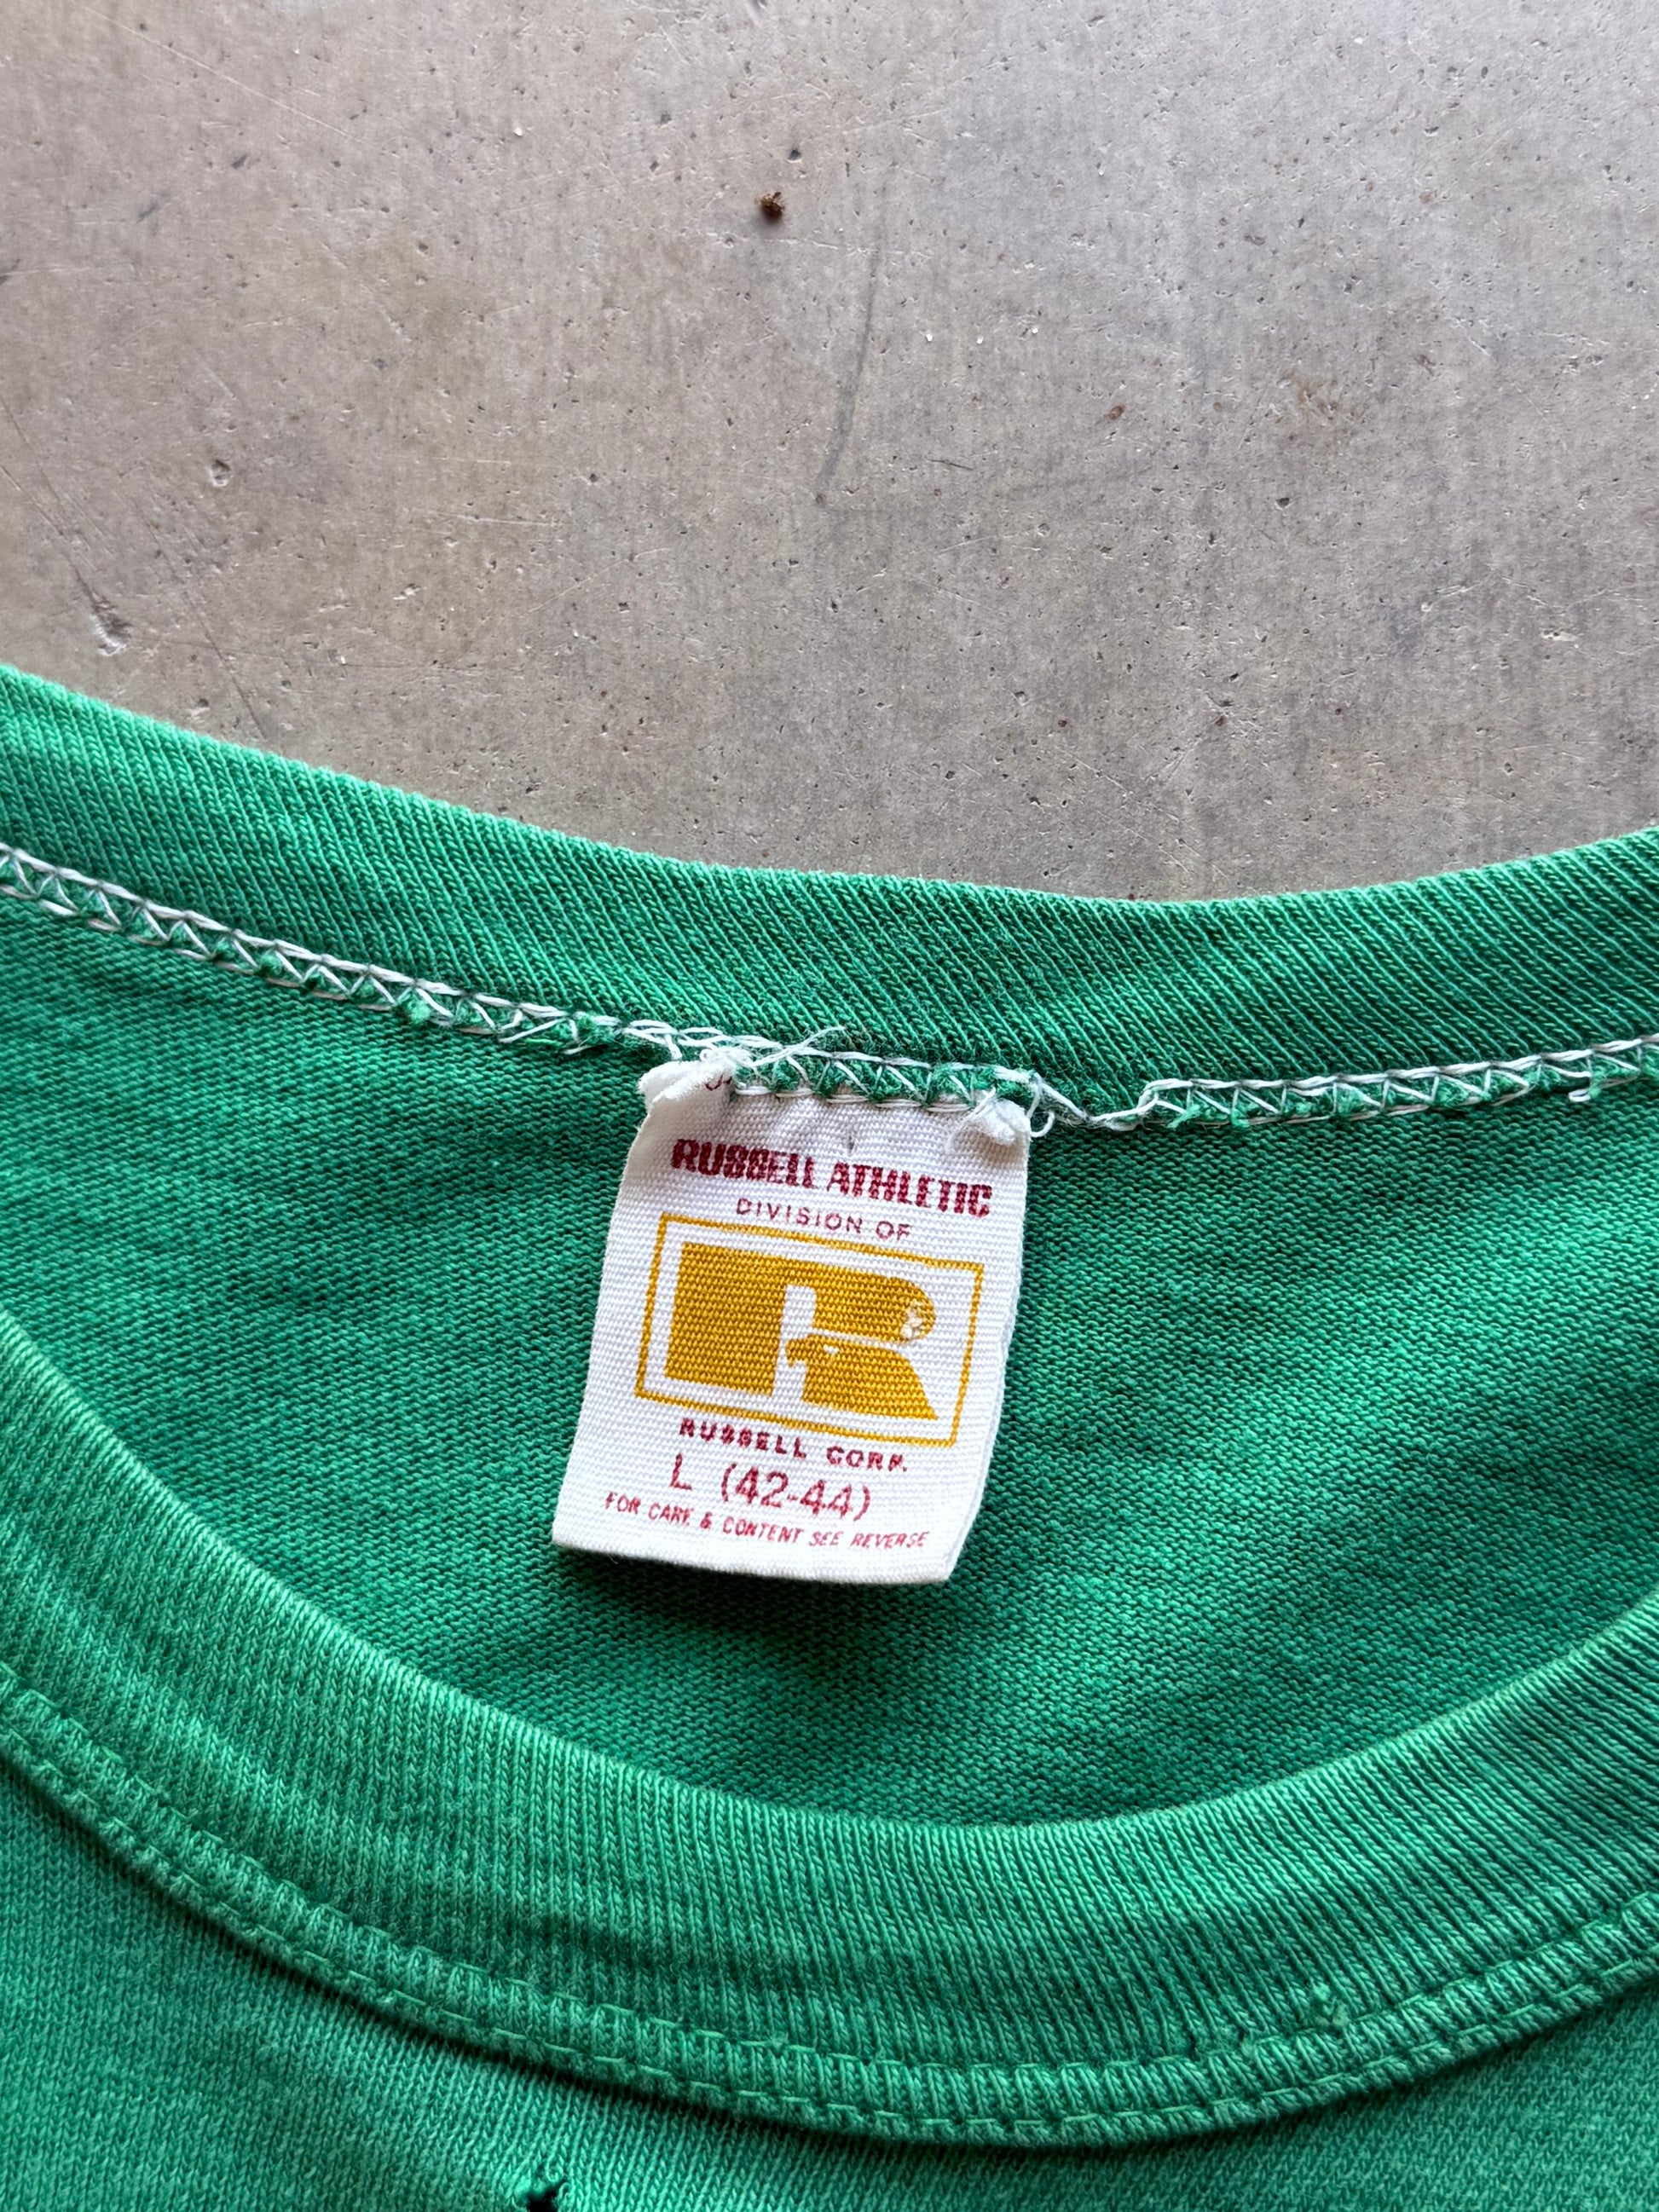 RUSSELL ATHLETIC
DIVISION OF
R
RUSSELL CORP.
L (42-44)
FOR CARE & CONTENT SEE REVERSE